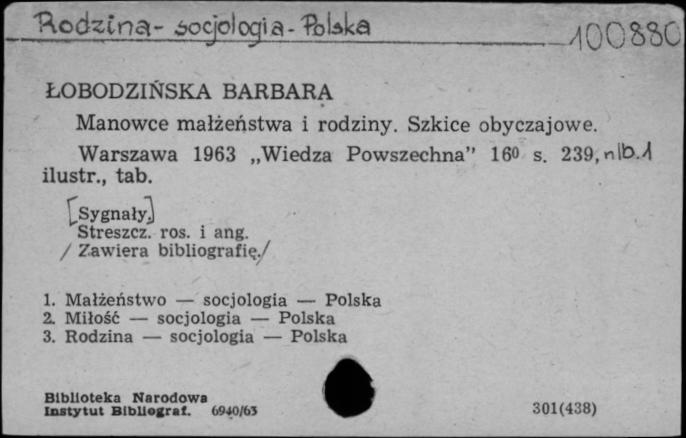 Rodzina - socjologia - Polska
100880
ŁOBODZIŃSKA BARBARA
Manowce małżeństwa i rodziny. Szkice obyczajowe.
Warszawa 1963 „Wiedza Powszechna” 16⁰ s. 239, nlb. 1
ilustr., tab.
[Sygnały.]
Streszcz. ros. i ang.
/ Zawiera bibliografię. /
1. Małżeństwo — socjologia — Polska
2. Miłość — socjologia — Polska
3. Rodzina — socjologia — Polska
Biblioteka Narodowa
Instytut Bibliograf. 6940/63
301(438)